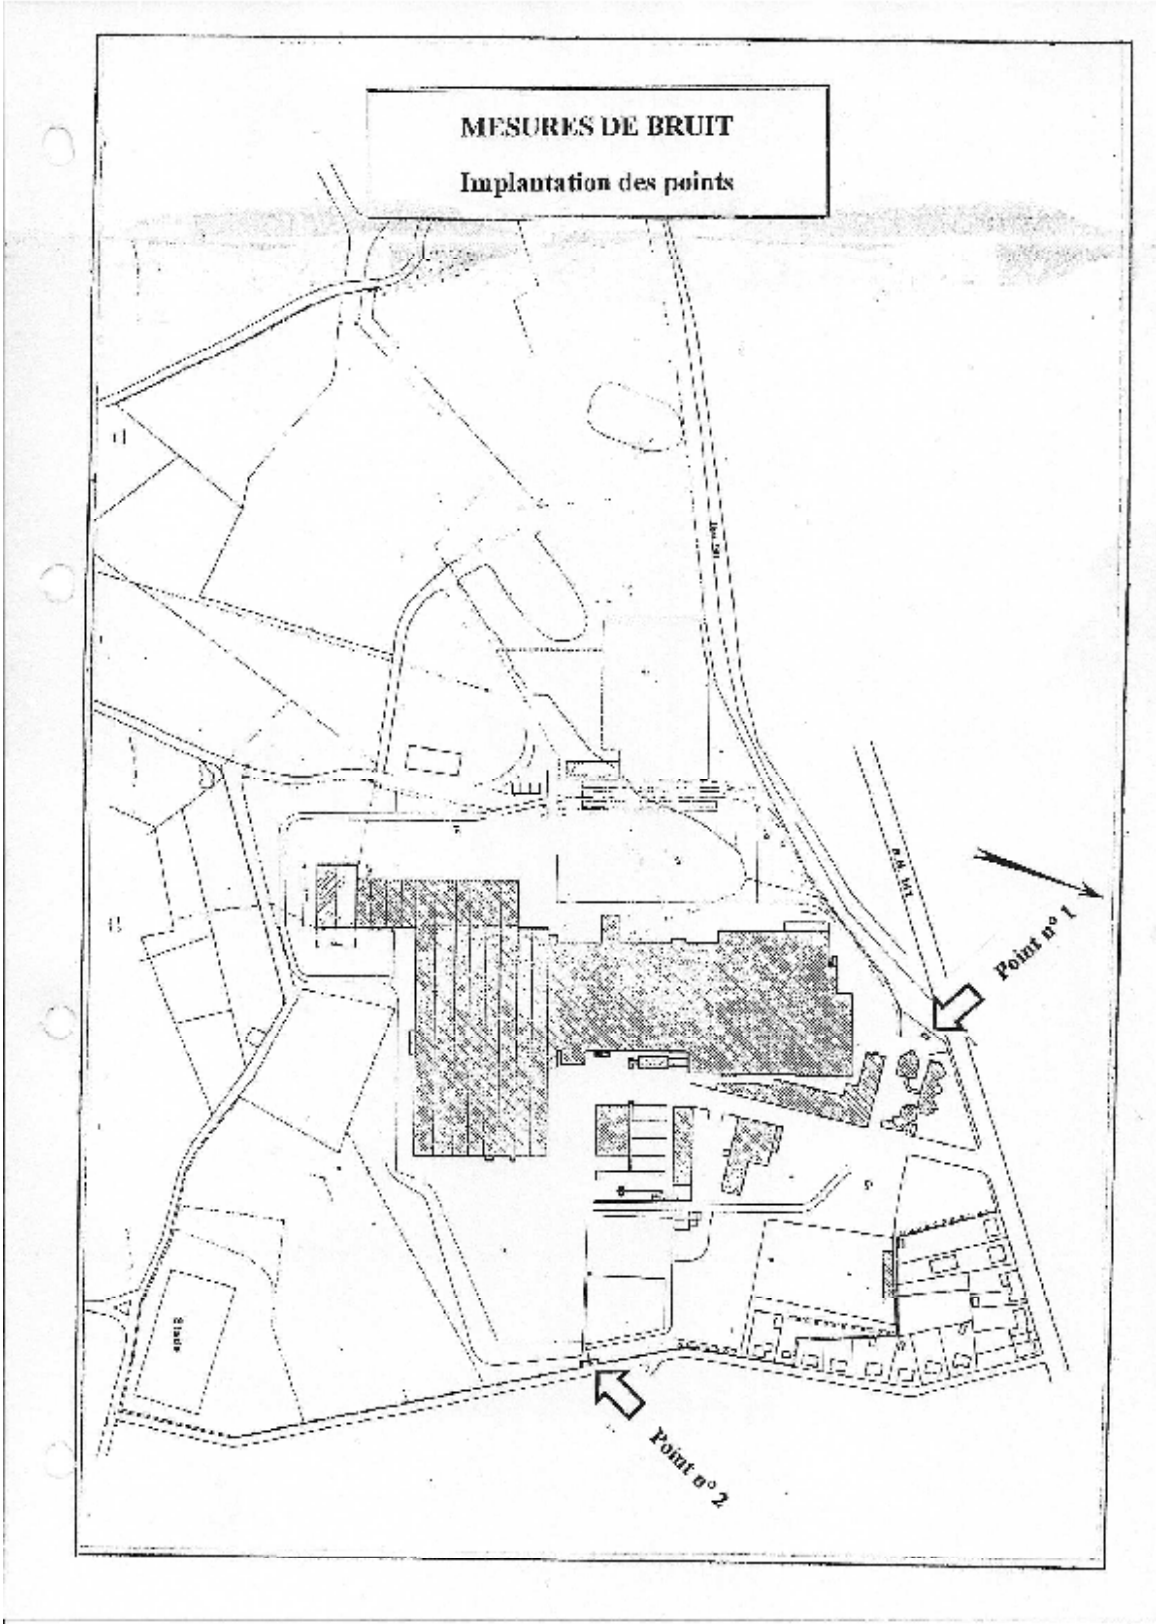 MESURES DE BRUIT
Implantation des points
Point n° 1
Stade
Point n° 2